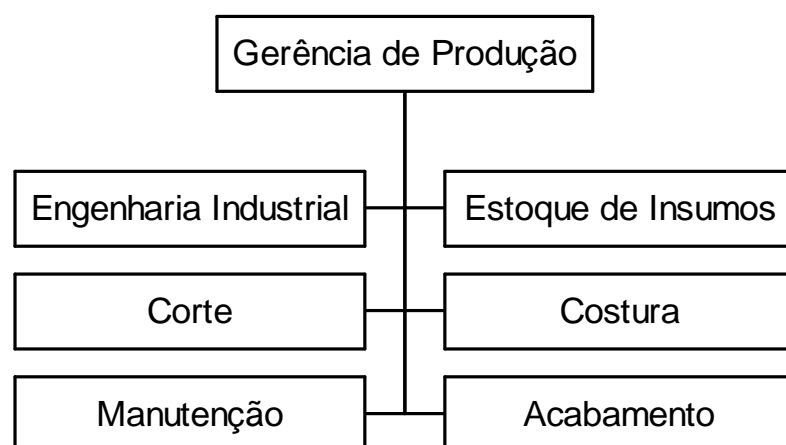 Gerência de Produção
Engenharia Industrial
Estoque de Insumos
Corte
Costura
Manutenção
Acabamento